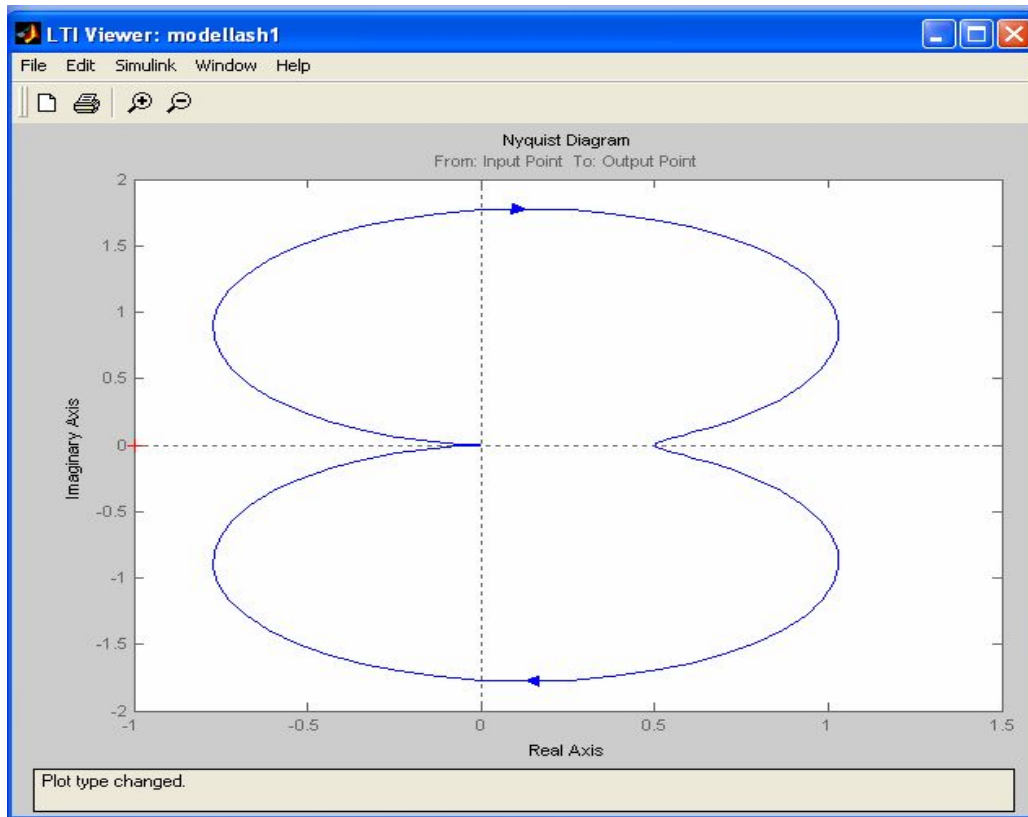 LTI Viewer: modellash1
File Edit Simulink Window Help
Nyquist Diagram
From: Input Point To: Output Point
Imaginary Axis
2
1.5
1
0.5
0
-0.5
-1
-1.5
-2
-1 -0.5 0 0.5 1 1.5
Real Axis
Plot type changed.